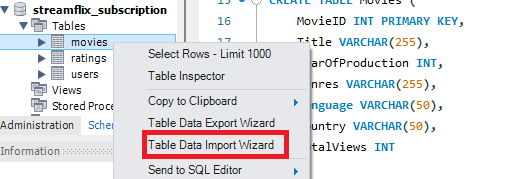 streamflix_subscription
Tables
movies
ratings
users
Views
Stored Proce
Administration Schem
Information
Select Rows - Limit 1000
Table Inspector
Copy to Clipboard
Table Data Export Wizard
Table Data Import Wizard
Send to SQL Editor
15 CREATE TABLE Movies (
16 MovieID INT PRIMARY KEY,
17 Title VARCHAR(255),
arOfProduction INT,
nres VARCHAR(255),
nguage VARCHAR(50),
untry VARCHAR(50),
talViews INT